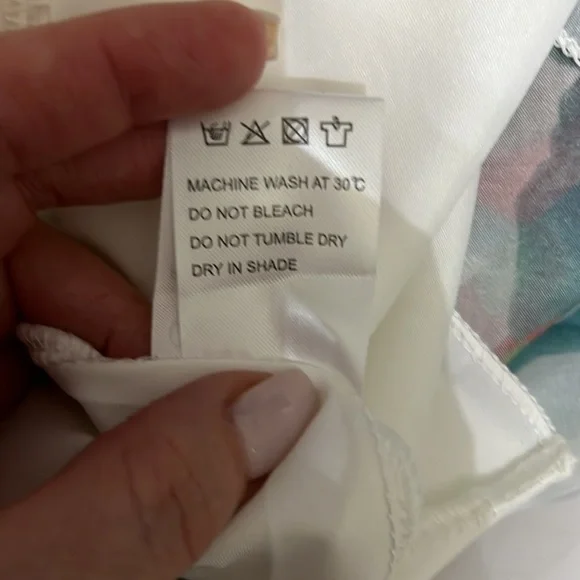 MACHINE WASH AT 30℃
DO NOT BLEACH
DO NOT TUMBLE DRY
DRY IN SHADE